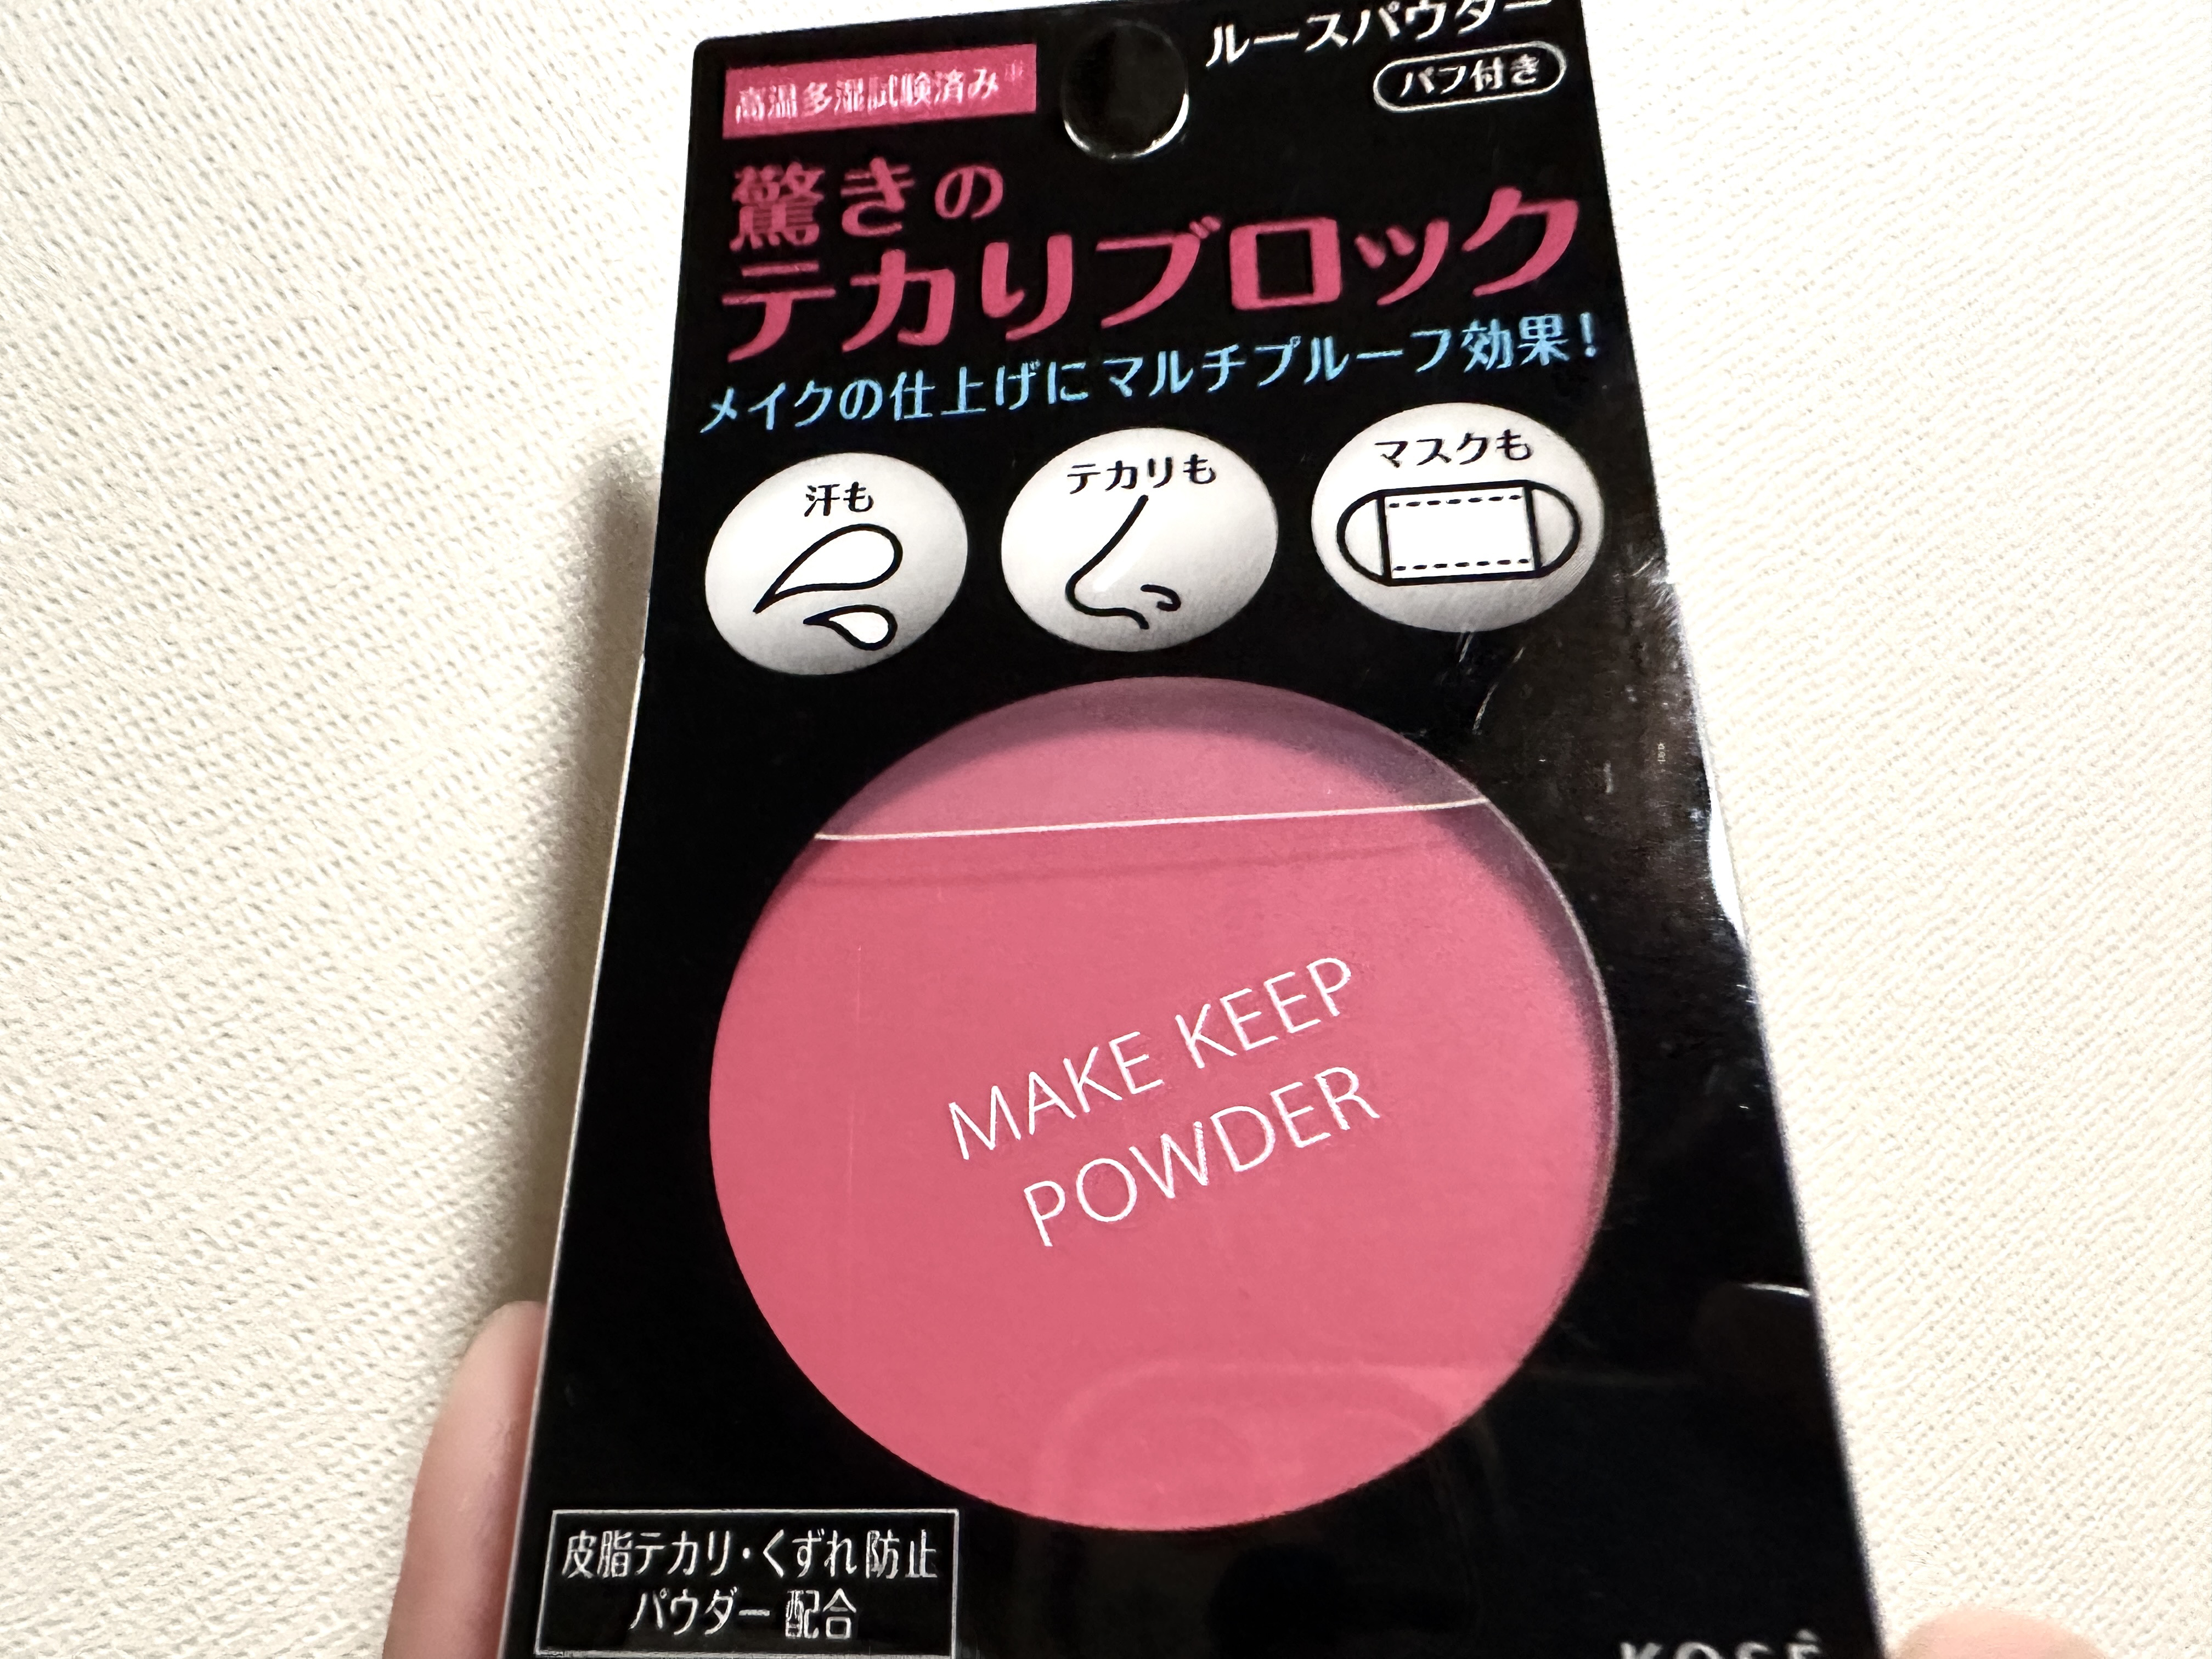 ルースパウダー
パフ付き
高温多湿試験済み※
驚きの
テカリブロック
メイクの仕上げにマルチプルーフ効果!
汗も
テカリも
マスクも
MAKE KEEP
POWDER
皮脂テカリ・くずれ防止
パウダー配合
KOSÉ